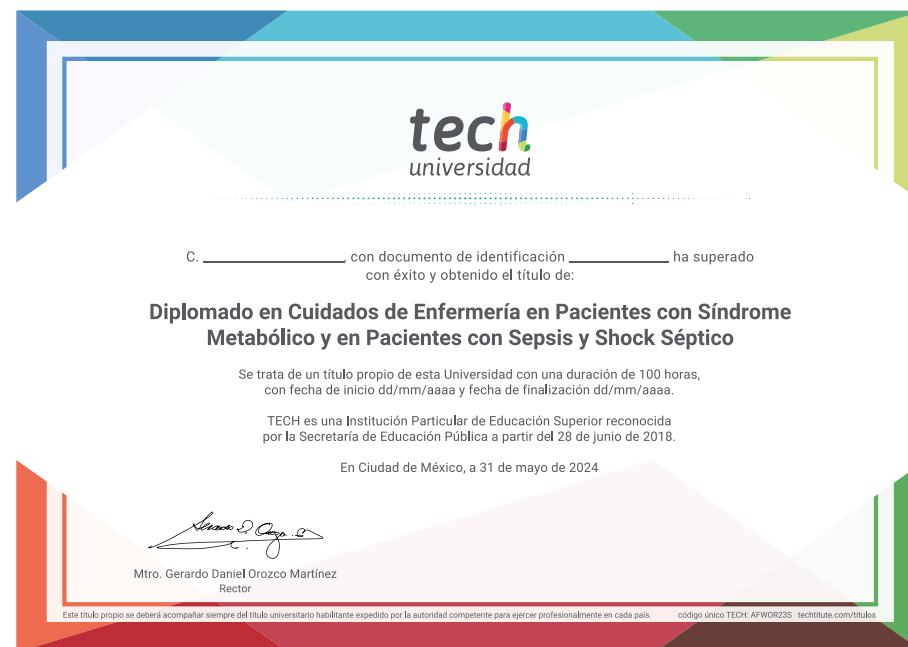 tech
universidad
C. ____________, con documento de identificación ____________ ha superado
con éxito y obtenido el título de:
Diplomado en Cuidados de Enfermería en Pacientes con Síndrome
Metabólico y en Pacientes con Sepsis y Shock Séptico
Se trata de un título propio de esta Universidad con una duración de 100 horas,
con fecha de inicio dd/mm/aaaa y fecha de finalización dd/mm/aaaa.
TECH es una Institución Particular de Educación Superior reconocida
por la Secretaría de Educación Pública a partir del 28 de junio de 2018.
En Ciudad de México, a 31 de mayo de 2024
Mtro. Gerardo Daniel Orozco Martínez
Rector
Este título propio se deberá acompañar siempre del título universitario habilitante expedido por la autoridad competente para ejercer profesionalmente en cada país. código único TECH: AFWOR23S techtitute.com/titulos